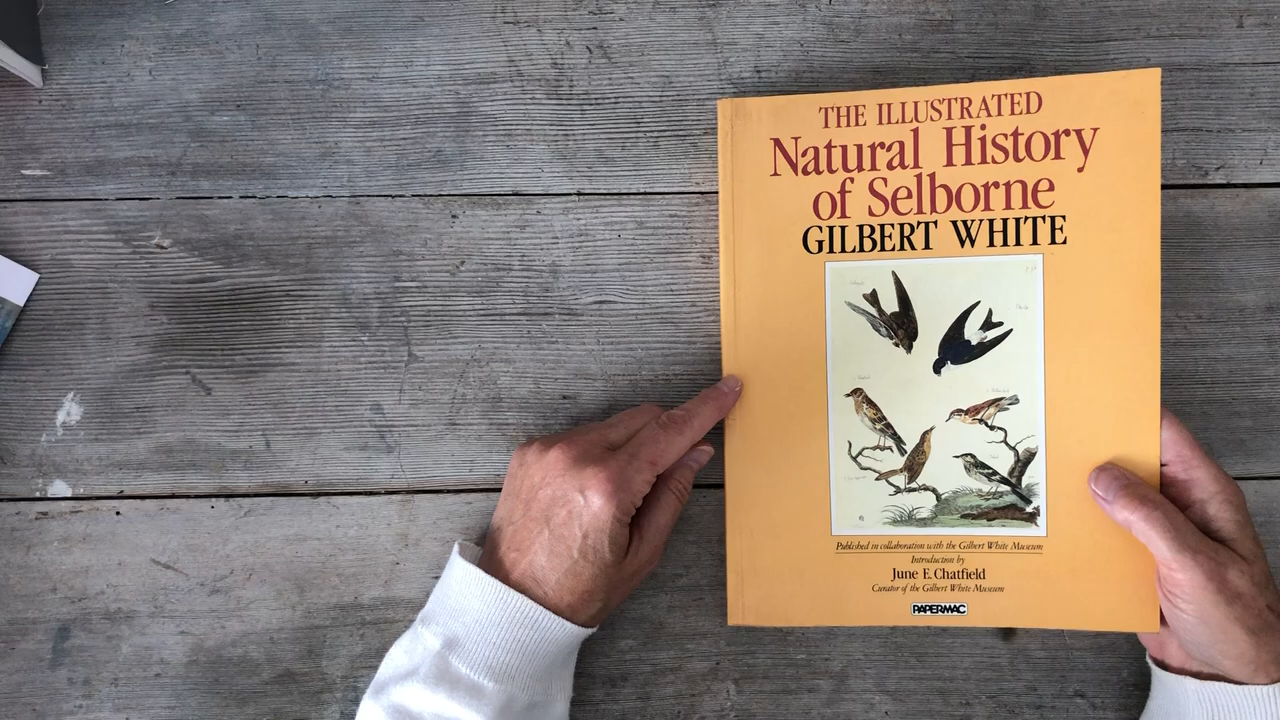 THE ILLUSTRATED
Natural History
of Selborne
GILBERT WHITE
Published in collaboration with the Gilbert White Museum
Introduction by
June E. Chatfield
Curator of the Gilbert White Museum
PAPERMAC